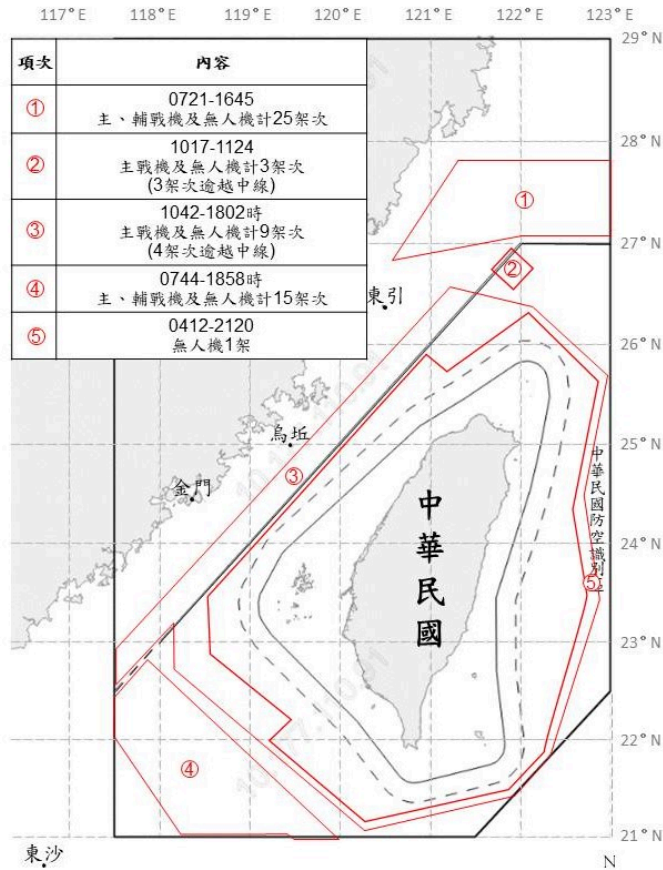 117° E 118° E 119° E 120° E 121° E 122° E 123° E
29° N
項次 內容
① 0721-1645
主、輔戰機及無人機計25架次
② 1017-1124
主戰機及無人機計3架次
(3架次逾越中線)
③ 1042-1802時
主戰機及無人機計9架次
(4架次逾越中線)
④ 0744-1858時
主、輔戰機及無人機計15架次
⑤ 0412-2120
無人機1架
28° N
①
27° N
②
東引
26° N
烏坵
25° N
③
金門
中華民國
中華民國防空識別
24° N
⑤
23° N
22° N
④
21° N
東沙
N